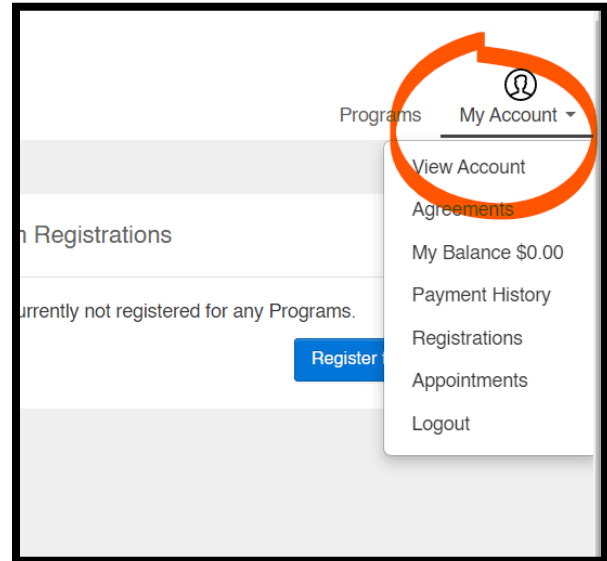 Programs My Account
View Account
Agreements
n Registrations
My Balance $0.00
urrently not registered for any Programs.
Payment History
Register
Registrations
Appointments
Logout